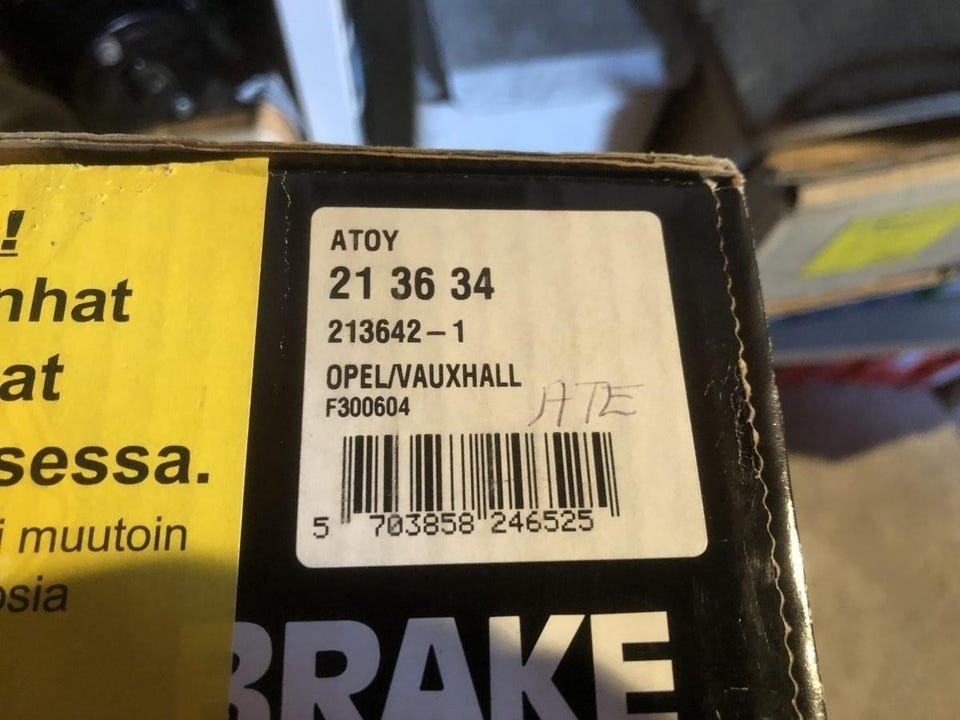 !
nhat
at
sessa.
i muutoin
osia
ATOY
21 36 34
213642-1
OPEL/VAUXHALL
F300604
ATE
5 703858 246525
BRAKE